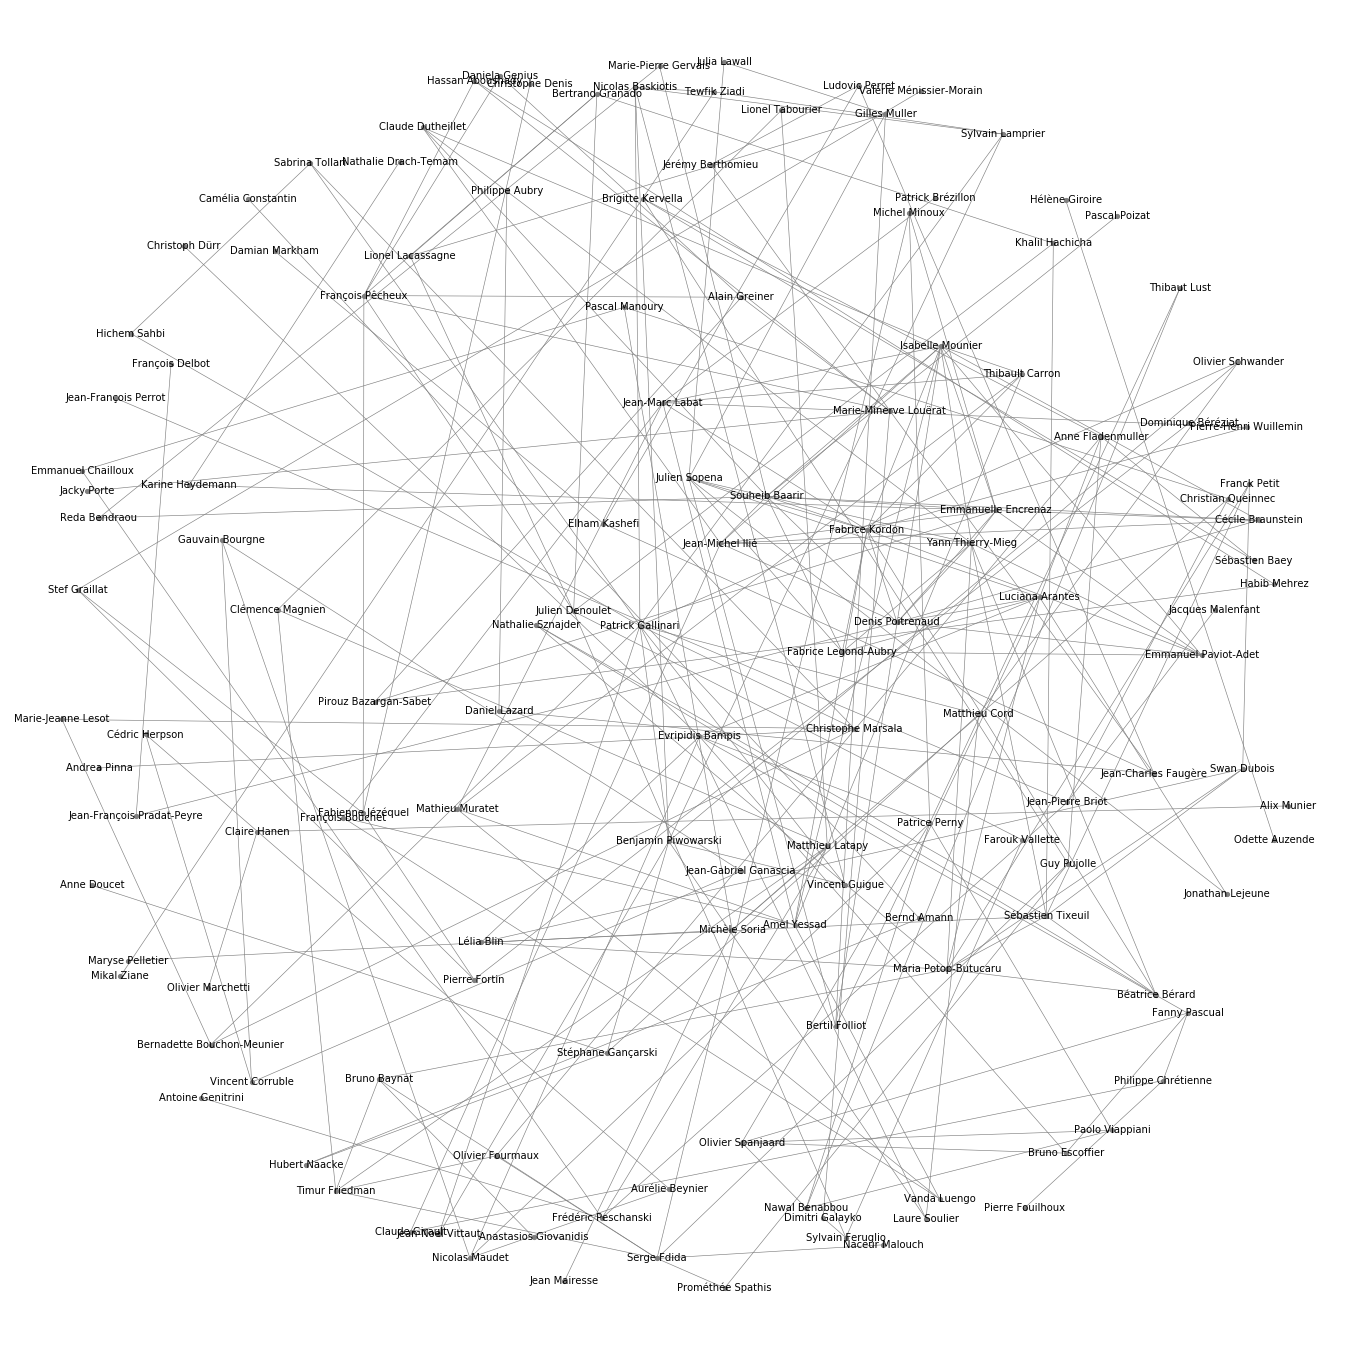 Julia Lawall
Marie-Pierre Gervais
Daniela Genius
Hassan Aboushady
Christophe Denis
Nicolas Baskiotis
Bertrand Granado
Tewfik Ziadi
Ludovic Perret
Valérie Ménissier-Morain
Lionel Tabourier
Gilles Muller
Claude Dutheillet
Sylvain Lamprier
Sabrina Tollari
Nathalie Drach-Temam
Jérémy Berthomieu
Philippe Aubry
Camélia Constantin
Brigitte Kervella
Patrick Brézillon
Hélène Giroire
Michel Minoux
Pascal Poizat
Christoph Dürr
Damian Markham
Lionel Lacassagne
Khalil Hachicha
Thibaut Lust
François Pêcheux
Alain Greiner
Pascal Manoury
Hichem Sahbi
Isabelle Mounier
François Delbot
Olivier Schwander
Thibault Carron
Jean-François Perrot
Jean-Marc Labat
Marie-Minerve Louërat
Dominique Béréziat
Pierre-Henri Wuillemin
Anne Fladenmuller
Emmanuel Chailloux
Jacky Porte
Karine Heydemann
Julien Sopena
Souheib Baarir
Franck Petit
Christian Queinnec
Reda Bendraou
Elham Kashefi
Emmanuelle Encrenaz
Cécile Braunstein
Fabrice Kordon
Gauvain Bourgne
Jean-Michel Ilié
Yann Thierry-Mieg
Sébastien Baey
Stef Graillat
Habib Mehrez
Luciana Arantes
Clémence Magnien
Julien Denoulet
Jacques Malenfant
Nathalie Sznajder
Patrick Gallinari
Denis Poitrenaud
Fabrice Legond-Aubry
Emmanuel Paviot-Adet
Pirouz Bazargan-Sabet
Daniel Lazard
Matthieu Cord
Marie-Jeanne Lesot
Cédric Herpson
Evripidis Bampis
Christophe Marsala
Andrea Pinna
Jean-Charles Faugère
Swan Dubois
Jean-François Pradat-Peyre
Fabienne Jézéquel
François Bouchet
Mathieu Muratet
Jean-Pierre Briot
Alix Munier
Claire Hanen
Patrice Perny
Benjamin Piwowarski
Matthieu Latapy
Farouk Vallette
Odette Auzende
Guy Pujolle
Jean-Gabriel Ganascia
Anne Doucet
Vincent Guigue
Jonathan Lejeune
Bernd Amann
Sébastien Tixeuil
Michèle Soria
Amel Yessad
Lélia Blin
Maryse Pelletier
Mikal Ziane
Olivier Marchetti
Pierre Fortin
Maria Potop-Butucaru
Béatrice Bérard
Fanny Pascual
Bertil Folliot
Bernadette Bouchon-Meunier
Stéphane Gançarski
Vincent Corruble
Bruno Baynat
Philippe Chrétienne
Antoine Genitrini
Paolo Viappiani
Olivier Spanjaard
Bruno Escoffier
Hubert Naacke
Olivier Fourmaux
Timur Friedman
Aurélie Beynier
Vanda Luengo
Nawal Benabbou
Pierre Fouilhoux
Frédéric Peschanski
Dimitri Galayko
Laure Soulier
Claude Girault
Jean-Noël Vittaut
Anastasios Giovanidis
Sylvain Feruglio
Naceur Malouch
Nicolas Maudet
Serge Fdida
Jean Mairesse
Prométhée Spathis